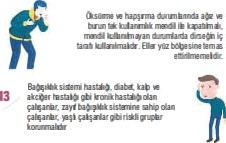 Öksürme ve hapşırma durumlarında ağız ve
burun tek kullanımlık mendil ile kapatılmalı,
mendil kullanılmayan durumlarda dirseğin iç
tarafı kullanılmalıdır. Eller yüz bölgesine temas
ettirilmemelidir.
13
Bağışıklık sistemi hastalığı, diabet, kalp ve
akciğer hastalığı gibi kronik hastalığı olan
çalışanlar, zayıf bağışıklık sistemine sahip olan
çalışanlar, yaşlı çalışanlar gibi riskli gruplar
korunmalıdır